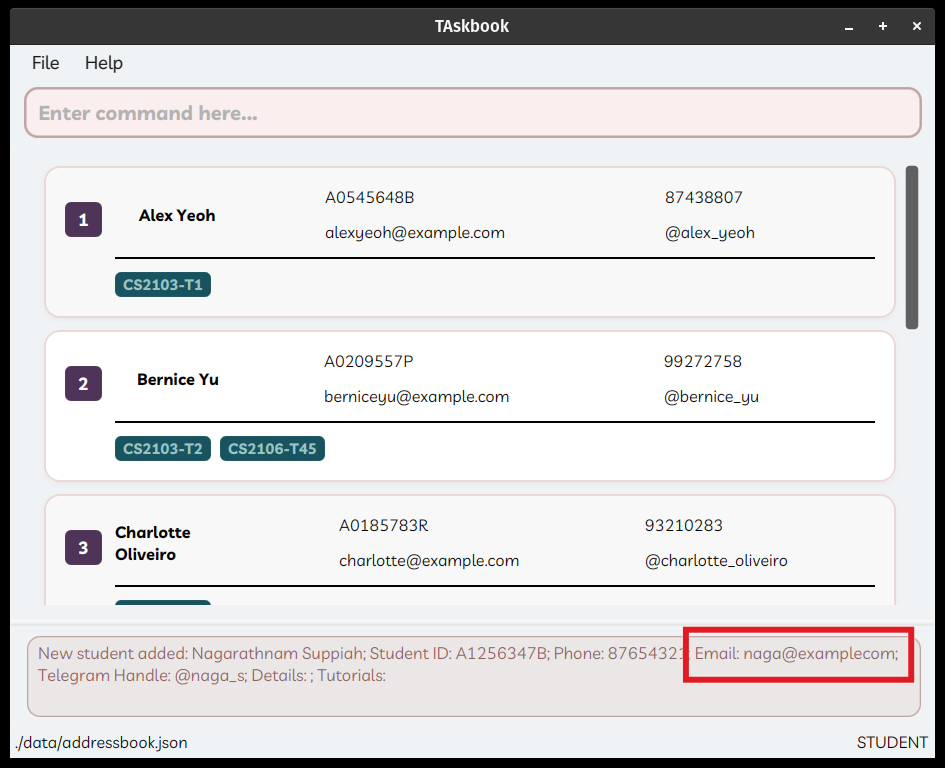 TAskbook
File Help
Enter command here...
1 Alex Yeoh A0545648B 87438807
alexyeoh@example.com @alex_yeoh
CS2103-T1
2 Bernice Yu A0209557P 99272758
berniceyu@example.com @bernice_yu
CS2103-T2 CS2106-T45
3 Charlotte Oliveiro A0185783R 93210283
charlotte@example.com @charlotte_oliveiro
New student added: Nagarathnam Suppiah; Student ID: A1256347B; Phone: 87654321; Email: naga@examplecom;
Telegram Handle: @naga_s; Details: ; Tutorials:
./data/addressbook.json STUDENT